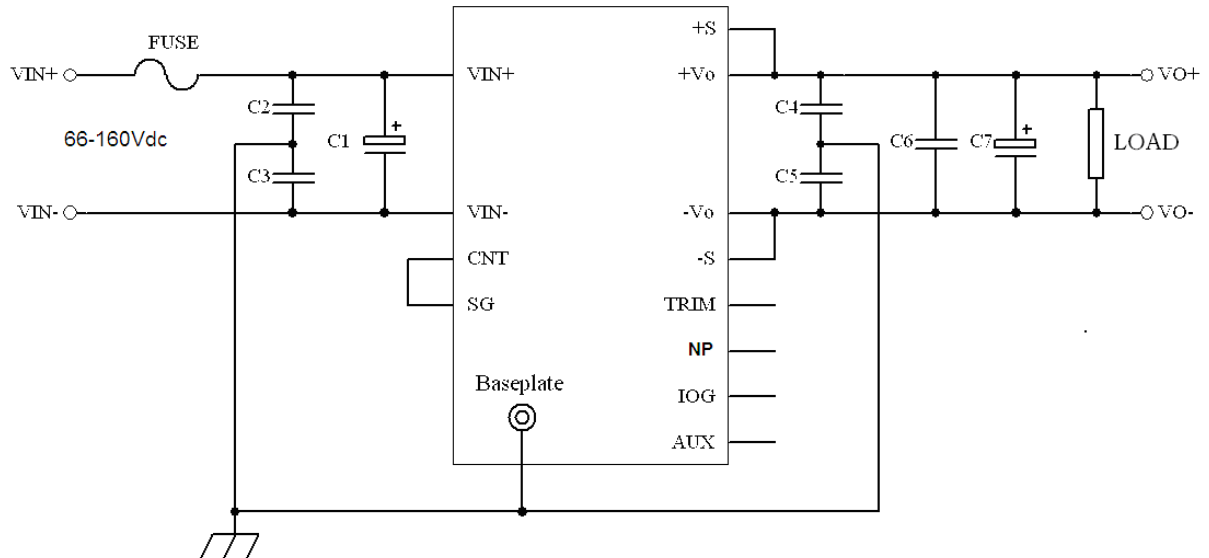 FUSE
VIN+
66-160Vdc
VIN-
C2
C3
C1
+
VIN+
VIN-
CNT
SG
Baseplate
+S
+Vo
-Vo
-S
TRIM
NP
IOG
AUX
C4
C5
C6
C7
+
LOAD
VO+
VO-